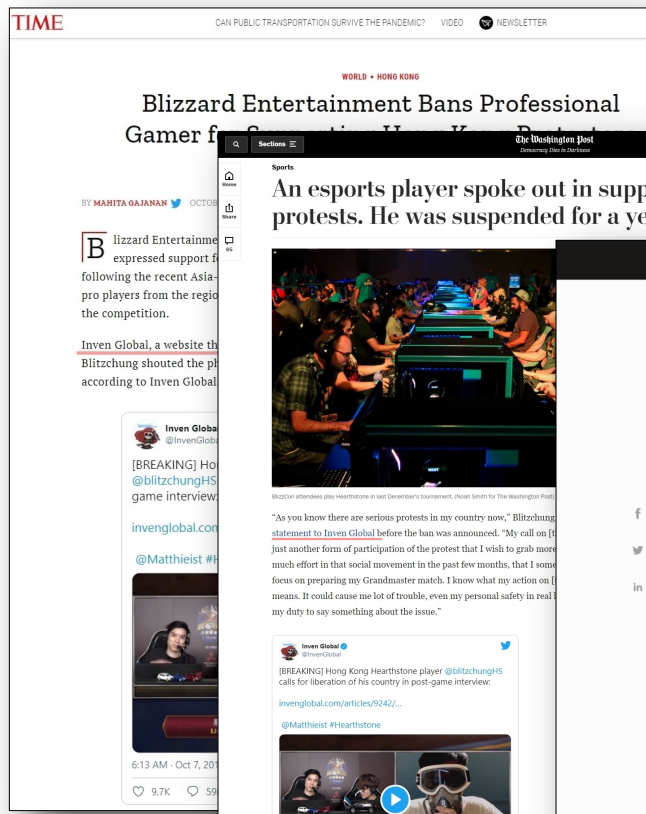 TIME
CAN PUBLIC TRANSPORTATION SURVIVE THE PANDEMIC? VIDEO NEWSLETTER
WORLD • HONG KONG
Blizzard Entertainment Bans Professional
Gamer
BY MAHITA GAJANAN OCTOB
Blizzard Entertainme
expressed support f
following the recent Asia-
pro players from the regio
the competition.
Inven Global, a website th
Blitzchung shouted the ph
according to Inven Global
Inven Globa
@InvenGloba
[BREAKING] Hor
@blitzchungHS
game interview:
invenglobal.com
@Matthieist #H
6:13 AM · Oct 7, 201
9.7K 59
Sections
The Washington Post
Democracy Dies in Darkness
Home
Share
65
Sports
An esports player spoke out in supp
protests. He was suspended for a ye
NEXT
BlizzCon attendees play Hearthstone in last December's tournament. (Noah Smith for The Washington Post)
“As you know there are serious protests in my country now,” Blitzchung
statement to Inven Global before the ban was announced. “My call on [t
just another form of participation of the protest that I wish to grab more
much effort in that social movement in the past few months, that I some
focus on preparing my Grandmaster match. I know what my action on [
means. It could cause me lot of trouble, even my personal safety in real l
my duty to say something about the issue.”
Inven Global
@InvenGlobal
[BREAKING] Hong Kong Hearthstone player @blitzchungHS
calls for liberation of his country in post-game interview:
invenglobal.com/articles/9242/...
@Matthieist #Hearthstone
f
in